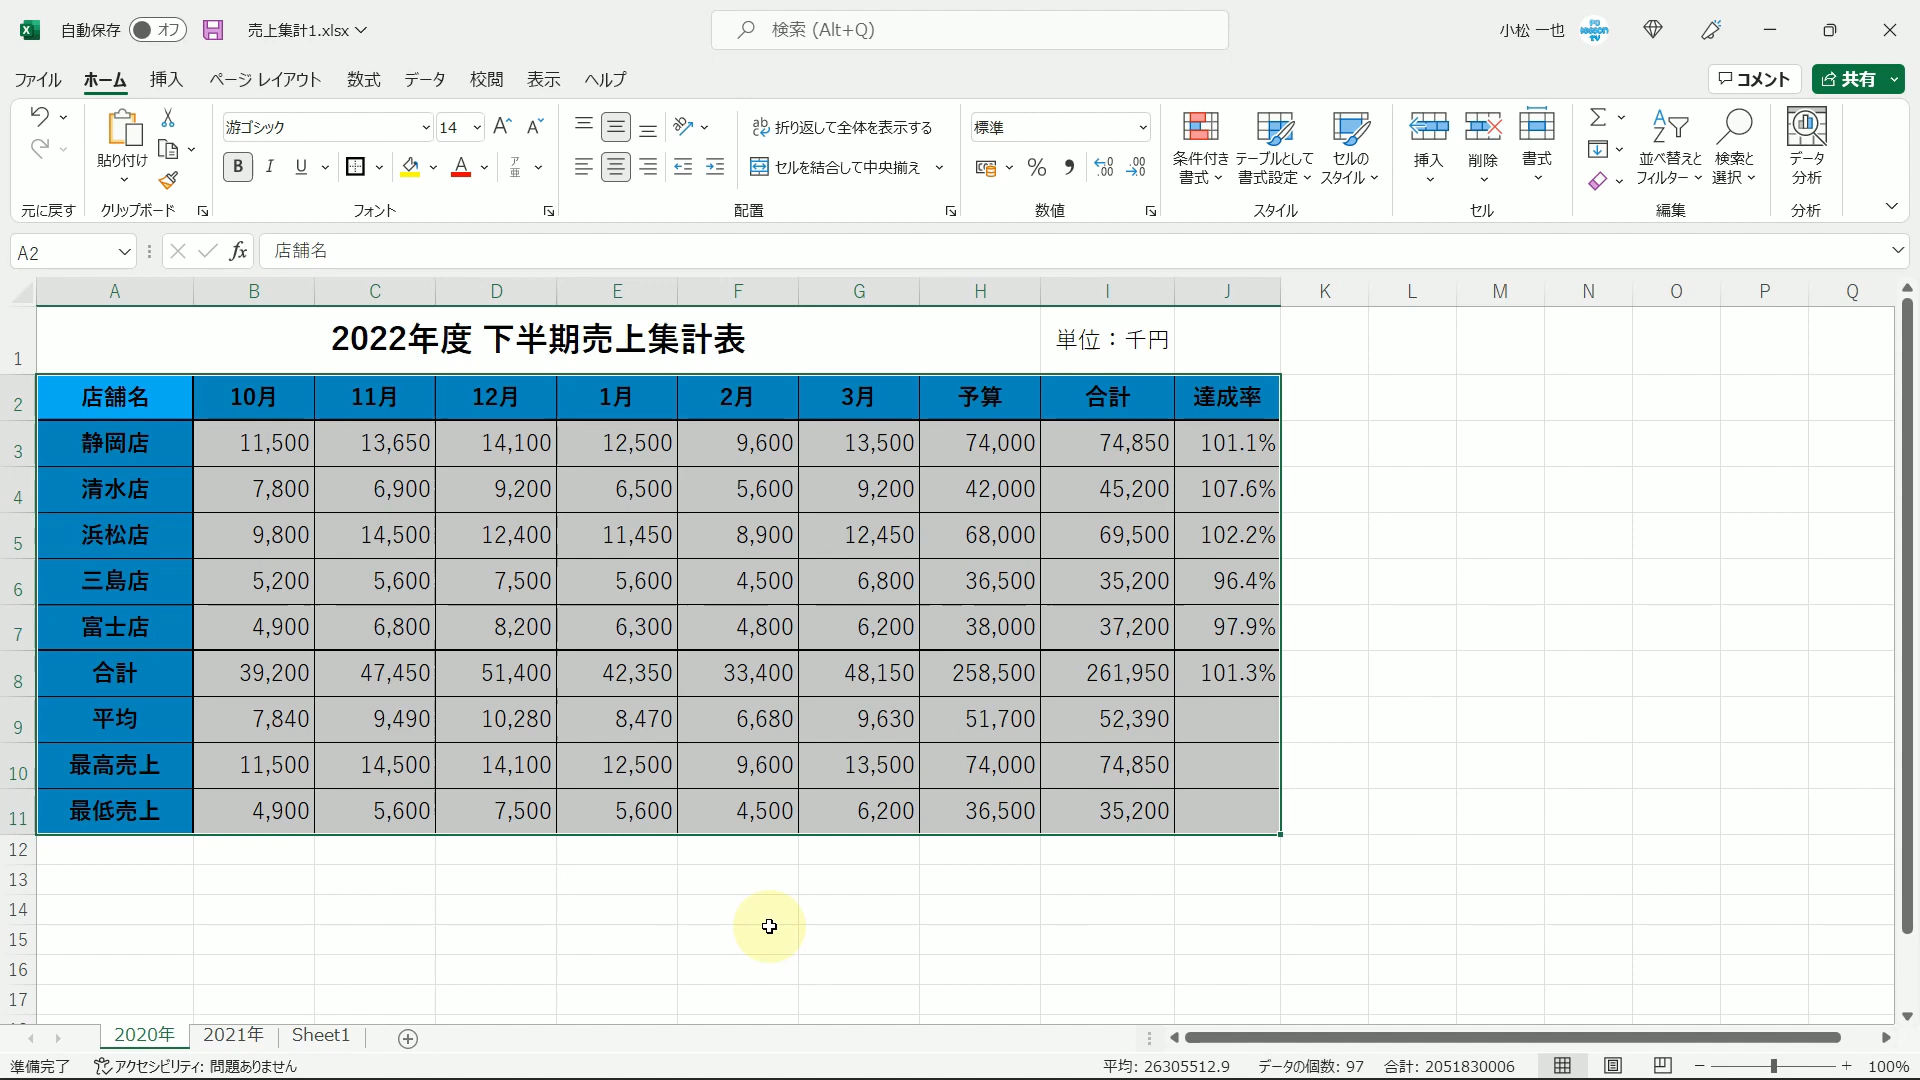 自動保存 オフ 売上集計1.xlsx 検索 (Alt+Q) 小松 一也
ファイル ホーム 挿入 ページ レイアウト 数式 データ 校閲 表示 ヘルプ コメント 共有
貼り付け 游ゴシック 14 折り返して全体を表示する 標準 条件付き テーブルとして セルの 挿入 削除 書式 並べ替えと 検索と データ
B I U セルを結合して中央揃え 書式 書式設定 スタイル フィルター 選択 分析
元に戻す クリップボード フォント 配置 数値 スタイル セル 編集 分析
A2 fx 店舗名
A B C D E F G H I J K L M N O P Q
1 2022年度 下半期売上集計表 単位：千円
2 店舗名 10月 11月 12月 1月 2月 3月 予算 合計 達成率
3 静岡店 11,500 13,650 14,100 12,500 9,600 13,500 74,000 74,850 101.1%
4 清水店 7,800 6,900 9,200 6,500 5,600 9,200 42,000 45,200 107.6%
5 浜松店 9,800 14,500 12,400 11,450 8,900 12,450 68,000 69,500 102.2%
6 三島店 5,200 5,600 7,500 5,600 4,500 6,800 36,500 35,200 96.4%
7 富士店 4,900 6,800 8,200 6,300 4,800 6,200 38,000 37,200 97.9%
8 合計 39,200 47,450 51,400 42,350 33,400 48,150 258,500 261,950 101.3%
9 平均 7,840 9,490 10,280 8,470 6,680 9,630 51,700 52,390
10 最高売上 11,500 14,500 14,100 12,500 9,600 13,500 74,000 74,850
11 最低売上 4,900 5,600 7,500 5,600 4,500 6,200 36,500 35,200
12
13
14
15
16
17
2020年 2021年 Sheet1
準備完了 アクセシビリティ: 問題ありません 平均: 26305512.9 データの個数: 97 合計: 2051830006 100%